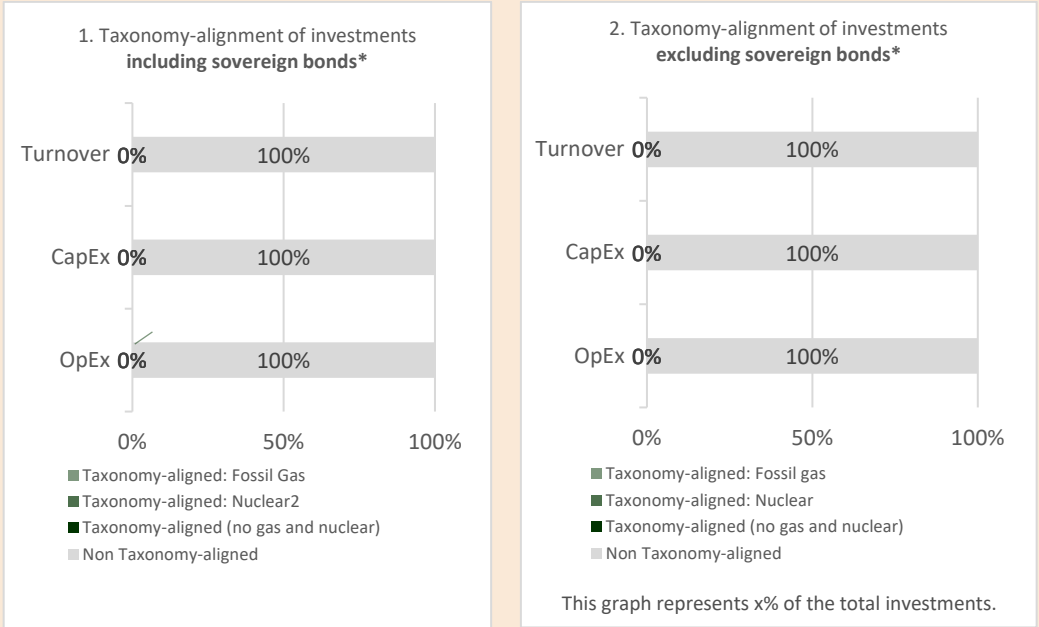 1. Taxonomy-alignment of investments
including sovereign bonds*
Turnover 0% 100%
CapEx 0% 100%
OpEx 0% 100%
0% 50% 100%
Taxonomy-aligned: Fossil Gas
Taxonomy-aligned: Nuclear2
Taxonomy-aligned (no gas and nuclear)
Non Taxonomy-aligned
2. Taxonomy-alignment of investments
excluding sovereign bonds*
Turnover 0% 100%
CapEx 0% 100%
OpEx 0% 100%
0% 50% 100%
Taxonomy-aligned: Fossil gas
Taxonomy-aligned: Nuclear
Taxonomy-aligned (no gas and nuclear)
Non Taxonomy-aligned
This graph represents x% of the total investments.